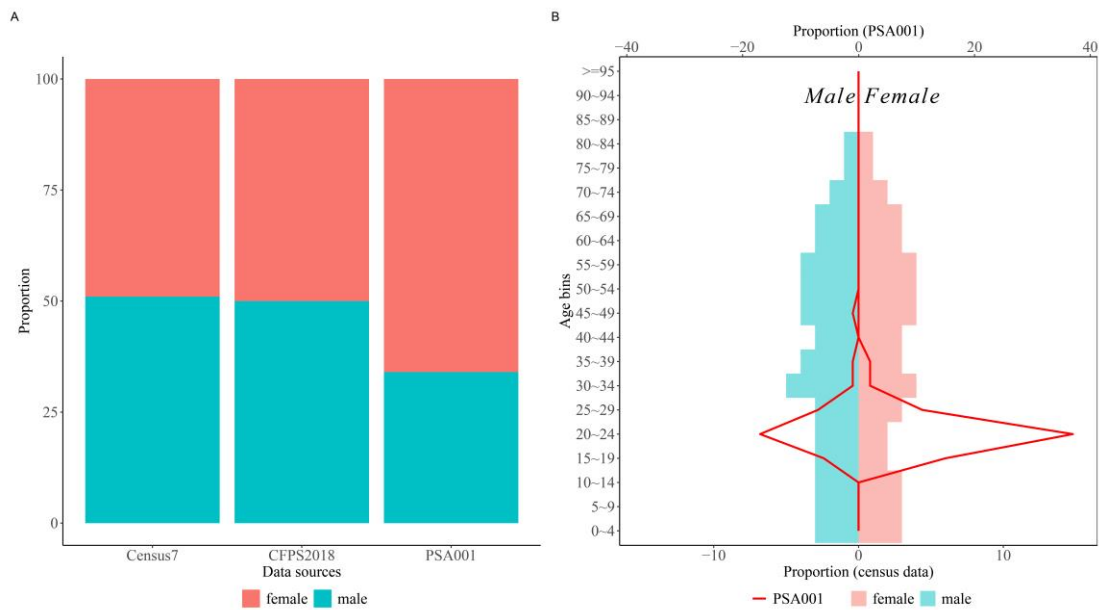 A
100
75
50
25
0
Proportion
Census7 CFPS2018 PSA001
Data sources
female male
B
Proportion (PSA001)
-40 -20 0 20 40
Male Female
>=95
90~94
85~89
80~84
75~79
70~74
65~69
60~64
55~59
50~54
45~49
40~44
35~39
30~34
25~29
20~24
15~19
10~14
5~9
0~4
Age bins
-10 0 10
Proportion (census data)
PSA001 female male